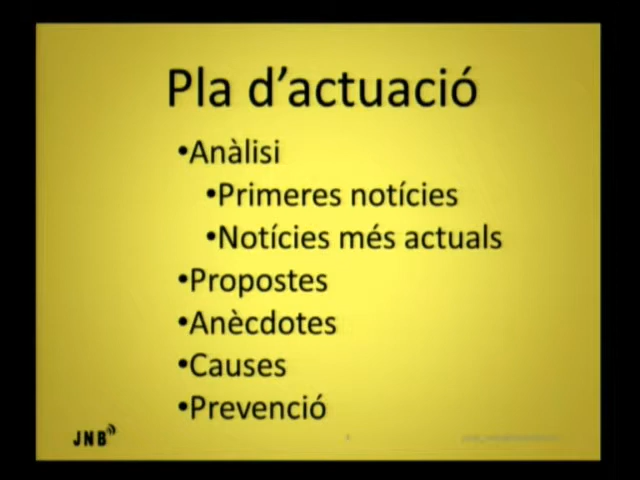 Pla d'actuació
•Anàlisi
•Primeres notícies
•Notícies més actuals
•Propostes
•Anècdotes
•Causes
•Prevenció
JNB